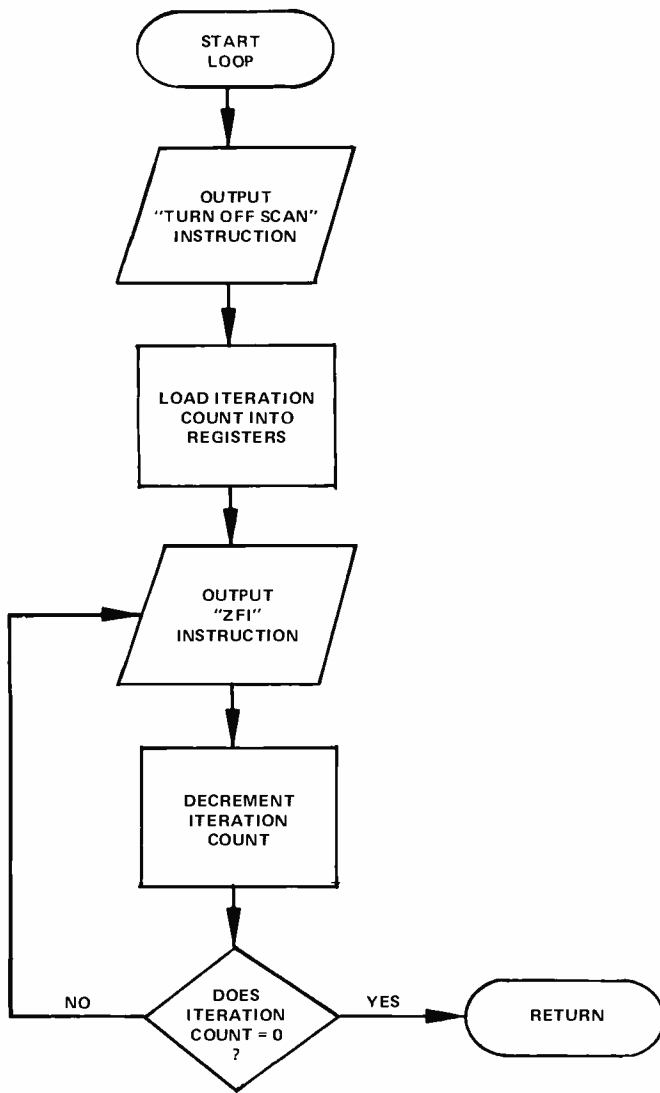 START
LOOP
OUTPUT
"TURN OFF SCAN"
INSTRUCTION
LOAD ITERATION
COUNT INTO
REGISTERS
OUTPUT
"ZFI"
INSTRUCTION
DECREMENT
ITERATION
COUNT
DOES
ITERATION
COUNT = 0
?
NO
YES
RETURN